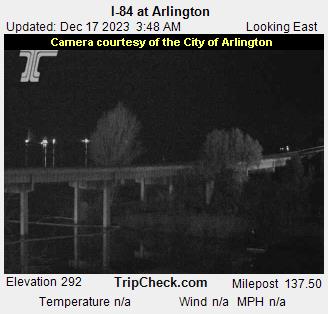 I-84 at Arlington
Updated: Dec 17 2023 3:48 AM Looking East
Camera courtesy of the City of Arlington
Elevation 292 TripCheck.com Milepost 137.50
Temperature n/a Wind n/a MPH n/a